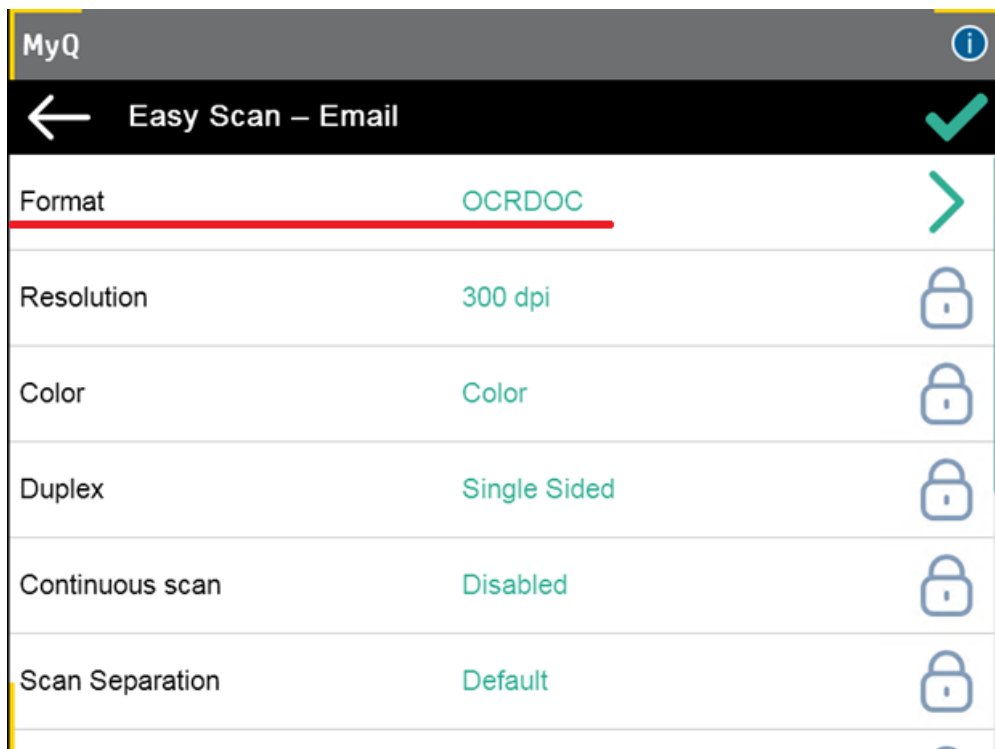 MyQ
Easy Scan – Email
Format OCRDOC
Resolution 300 dpi
Color Color
Duplex Single Sided
Continuous scan Disabled
Scan Separation Default